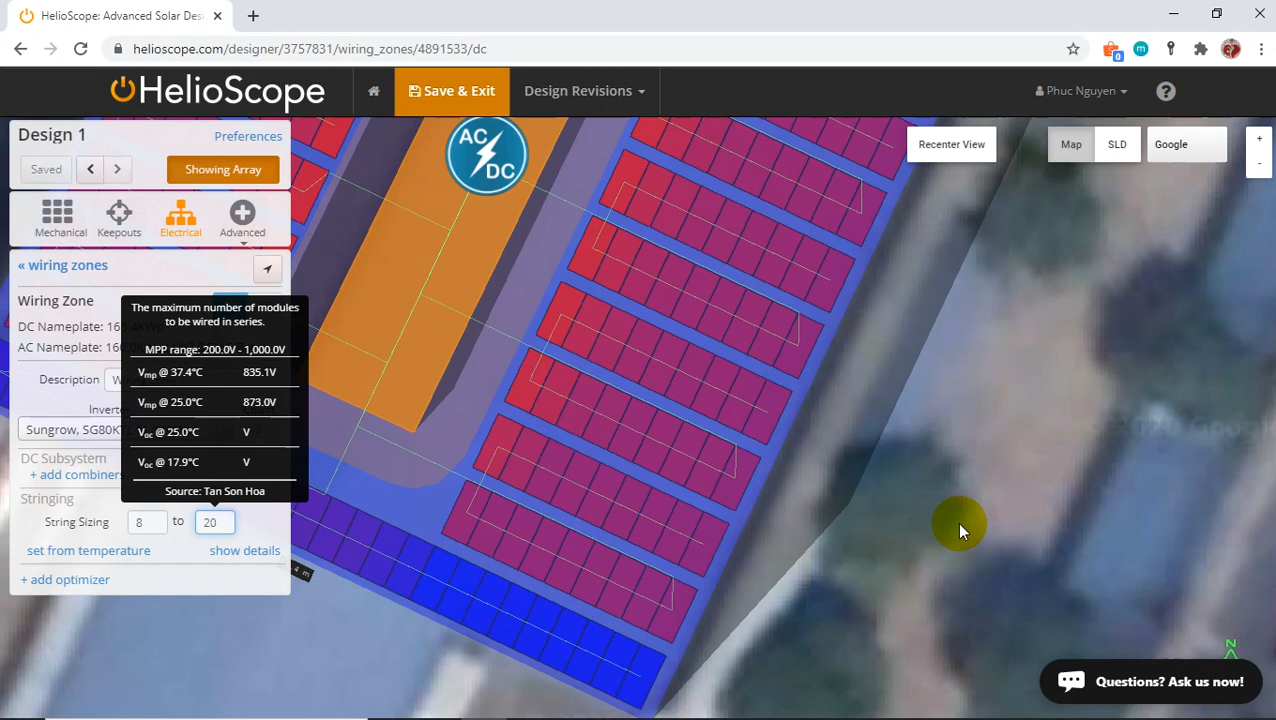 HelioScope: Advanced Solar Des
helioscope.com/designer/3757831/wiring_zones/4891533/dc
0
m
HelioScope
Save & Exit
Design Revisions
Phuc Nguyen
?
Design 1
Preferences
Saved
Showing Array
AC
DC
Recenter View
Map
SLD
Google
+
-
Mechanical
Keepouts
Electrical
Advanced
« wiring zones
Wiring Zone
The maximum number of modules
to be wired in series.
DC Nameplate:
AC Nameplate:
MPP range: 200.0V - 1,000.0V
Vmp @ 37.4°C 835.1V
Description
Vmp @ 25.0°C 873.0V
Sungrow, SG80KTL
Voc @ 25.0°C V
DC Subsystem
Voc @ 17.9°C V
+ add combiners
Stringing
Source: Tan Son Hoa
String Sizing 8 to 20
set from temperature
show details
+ add optimizer
N
Questions? Ask us now!